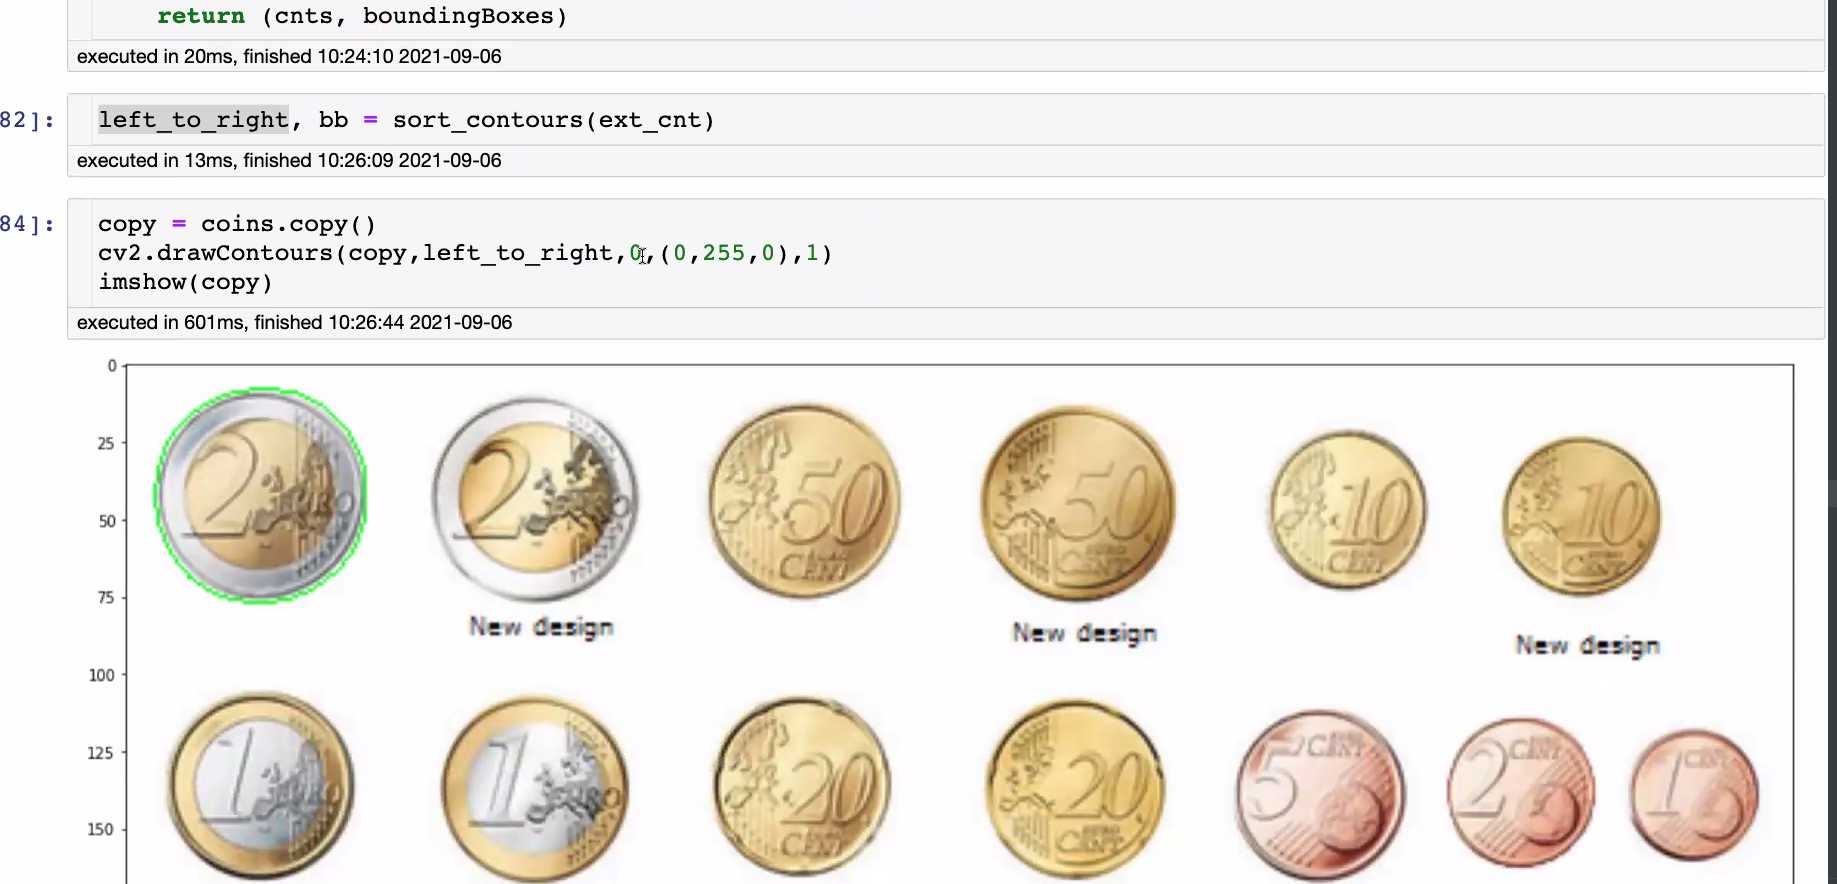 return (cnts, boundingBoxes)
executed in 20ms, finished 10:24:10 2021-09-06
82]:
left_to_right, bb = sort_contours(ext_cnt)
executed in 13ms, finished 10:26:09 2021-09-06
84]:
copy = coins.copy()
cv2.drawContours(copy,left_to_right,0,(0,255,0),1)
imshow(copy)
executed in 601ms, finished 10:26:44 2021-09-06
0
25
50
75
100
125
150
2 EURO
2
50 CENT
50 EURO CENT
10 CENT
10 EURO CENT
New design
New design
New design
1
1
20 CENT
20 EURO CENT
5 CENT
2 CENT
1 CENT